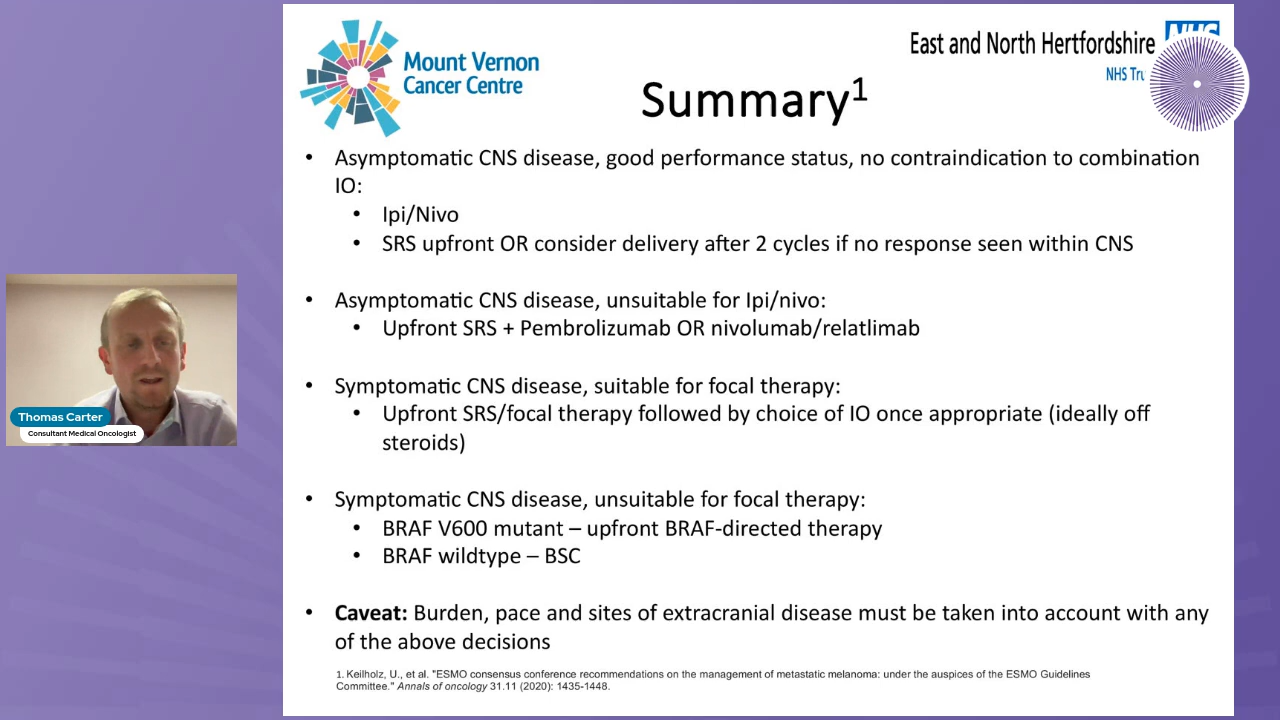 Mount Vernon
Cancer Centre
East and North Hertfordshire
NHS
Summary¹
• Asymptomatic CNS disease, good performance status, no contraindication to combination
IO:
• Ipi/Nivo
• SRS upfront OR consider delivery after 2 cycles if no response seen within CNS
• Asymptomatic CNS disease, unsuitable for Ipi/nivo:
• Upfront SRS + Pembrolizumab OR nivolumab/relatlimab
• Symptomatic CNS disease, suitable for focal therapy:
• Upfront SRS/focal therapy followed by choice of IO once appropriate (ideally off
steroids)
• Symptomatic CNS disease, unsuitable for focal therapy:
• BRAF V600 mutant – upfront BRAF-directed therapy
• BRAF wildtype – BSC
• Caveat: Burden, pace and sites of extracranial disease must be taken into account with any
of the above decisions
1. Keilholz, U., et al. "ESMO consensus conference recommendations on the management of metastatic melanoma: under the auspices of the ESMO Guidelines
Committee." Annals of oncology 31.11 (2020): 1435-1448.
Thomas Carter
Consultant Medical Oncologist